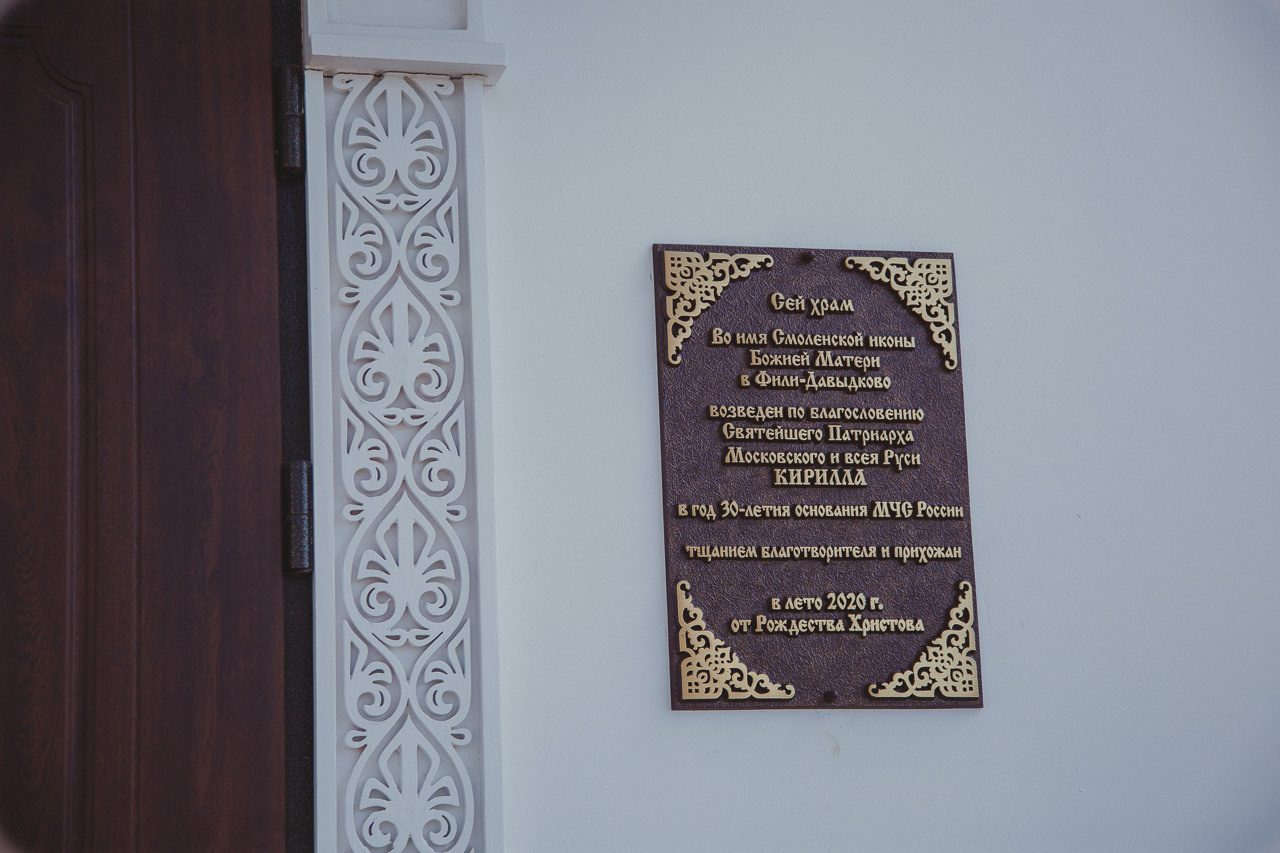 Сей храм
Во имя Смоленской иконы
Божией Матери
в Фили-Давыдково
возведен по благословению
Святейшего Патриарха
Московского и всея Руси
КИРИЛЛА
в год 30-летия основания МЧС России
тщанием благотворителя и прихожан
в лето 2020 г.
от Рождества Христова